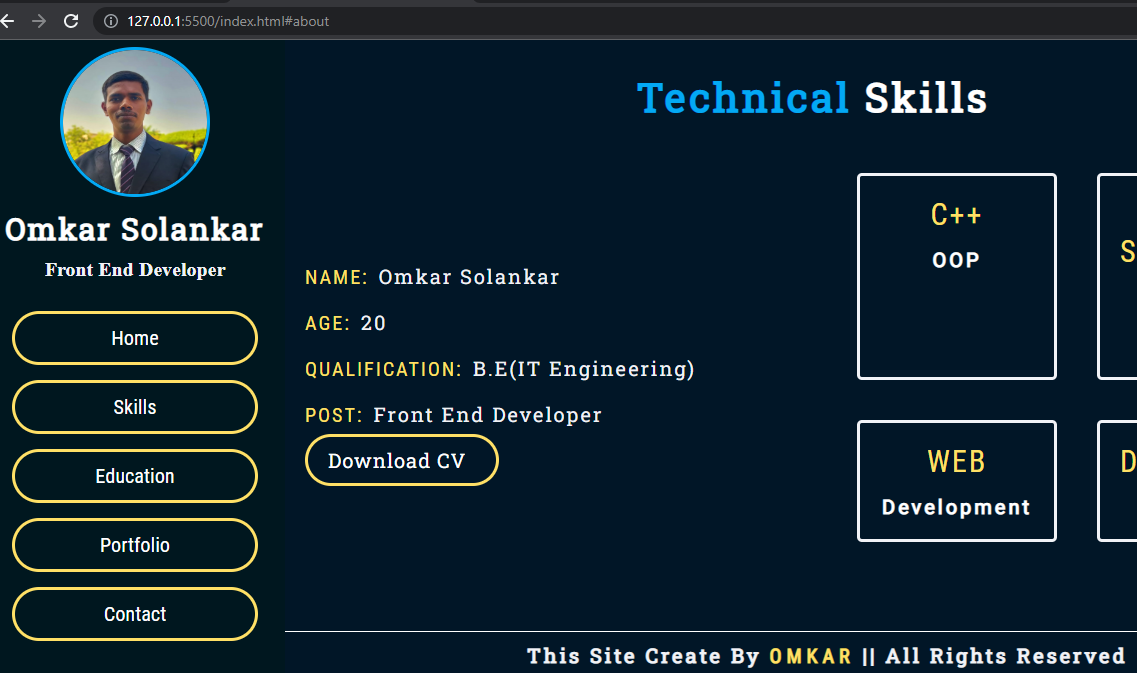 127.0.0.1:5500/index.html#about
Omkar Solankar
Front End Developer
Home
Skills
Education
Portfolio
Contact
Technical Skills
NAME: Omkar Solankar
AGE: 20
QUALIFICATION: B.E(IT Engineering)
POST: Front End Developer
Download CV
C++
OOP
S
WEB
Development
D
This Site Create By OMKAR || All Rights Reserved